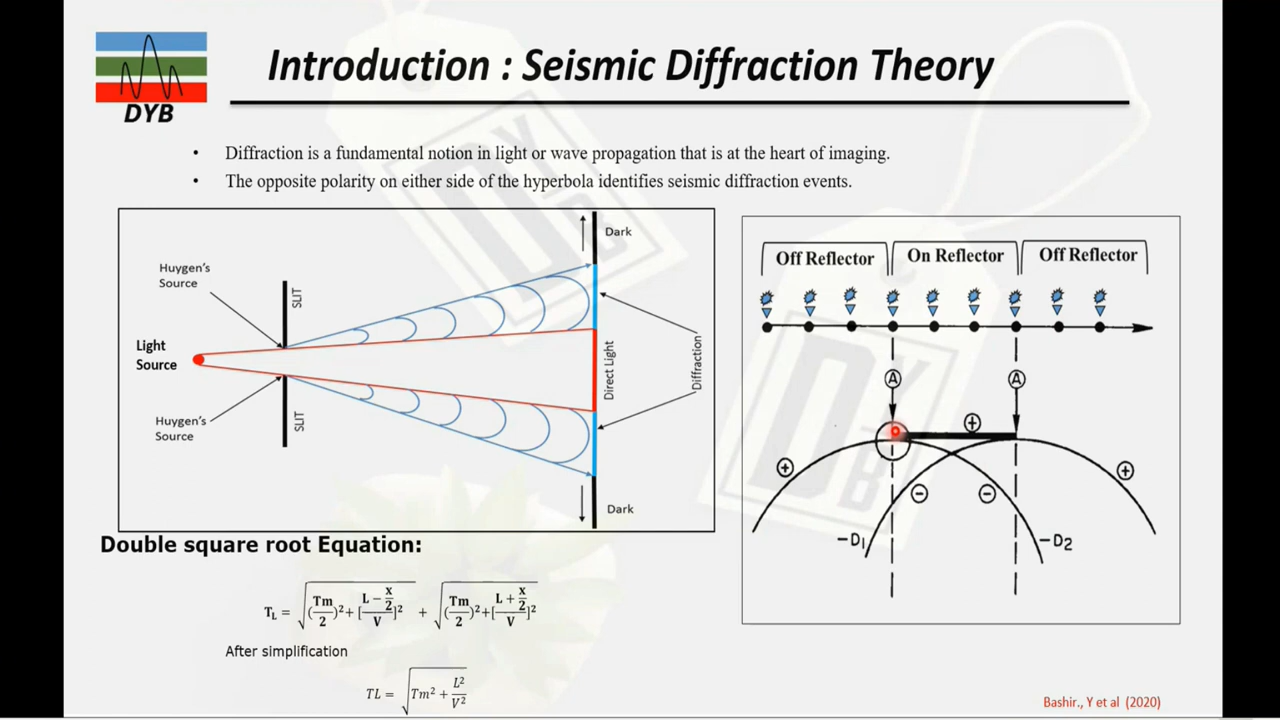 DYB
Introduction : Seismic Diffraction Theory
• Diffraction is a fundamental notion in light or wave propagation that is at the heart of imaging.
• The opposite polarity on either side of the hyperbola identifies seismic diffraction events.
Huygen's
Source
Light
Source
Huygen's
Source
SLIT
SLIT
Dark
Direct Light
Diffraction
Dark
Off Reflector
On Reflector
Off Reflector
A
A
+
+
+
−
−
−D1
−D2
Double square root Equation:
TL = √(Tm/2)²+[L−x/2/V]² + √(Tm/2)²+[L+x/2/V]²
After simplification
TL = √Tm² + L²/V²
Bashir., Y et al (2020)